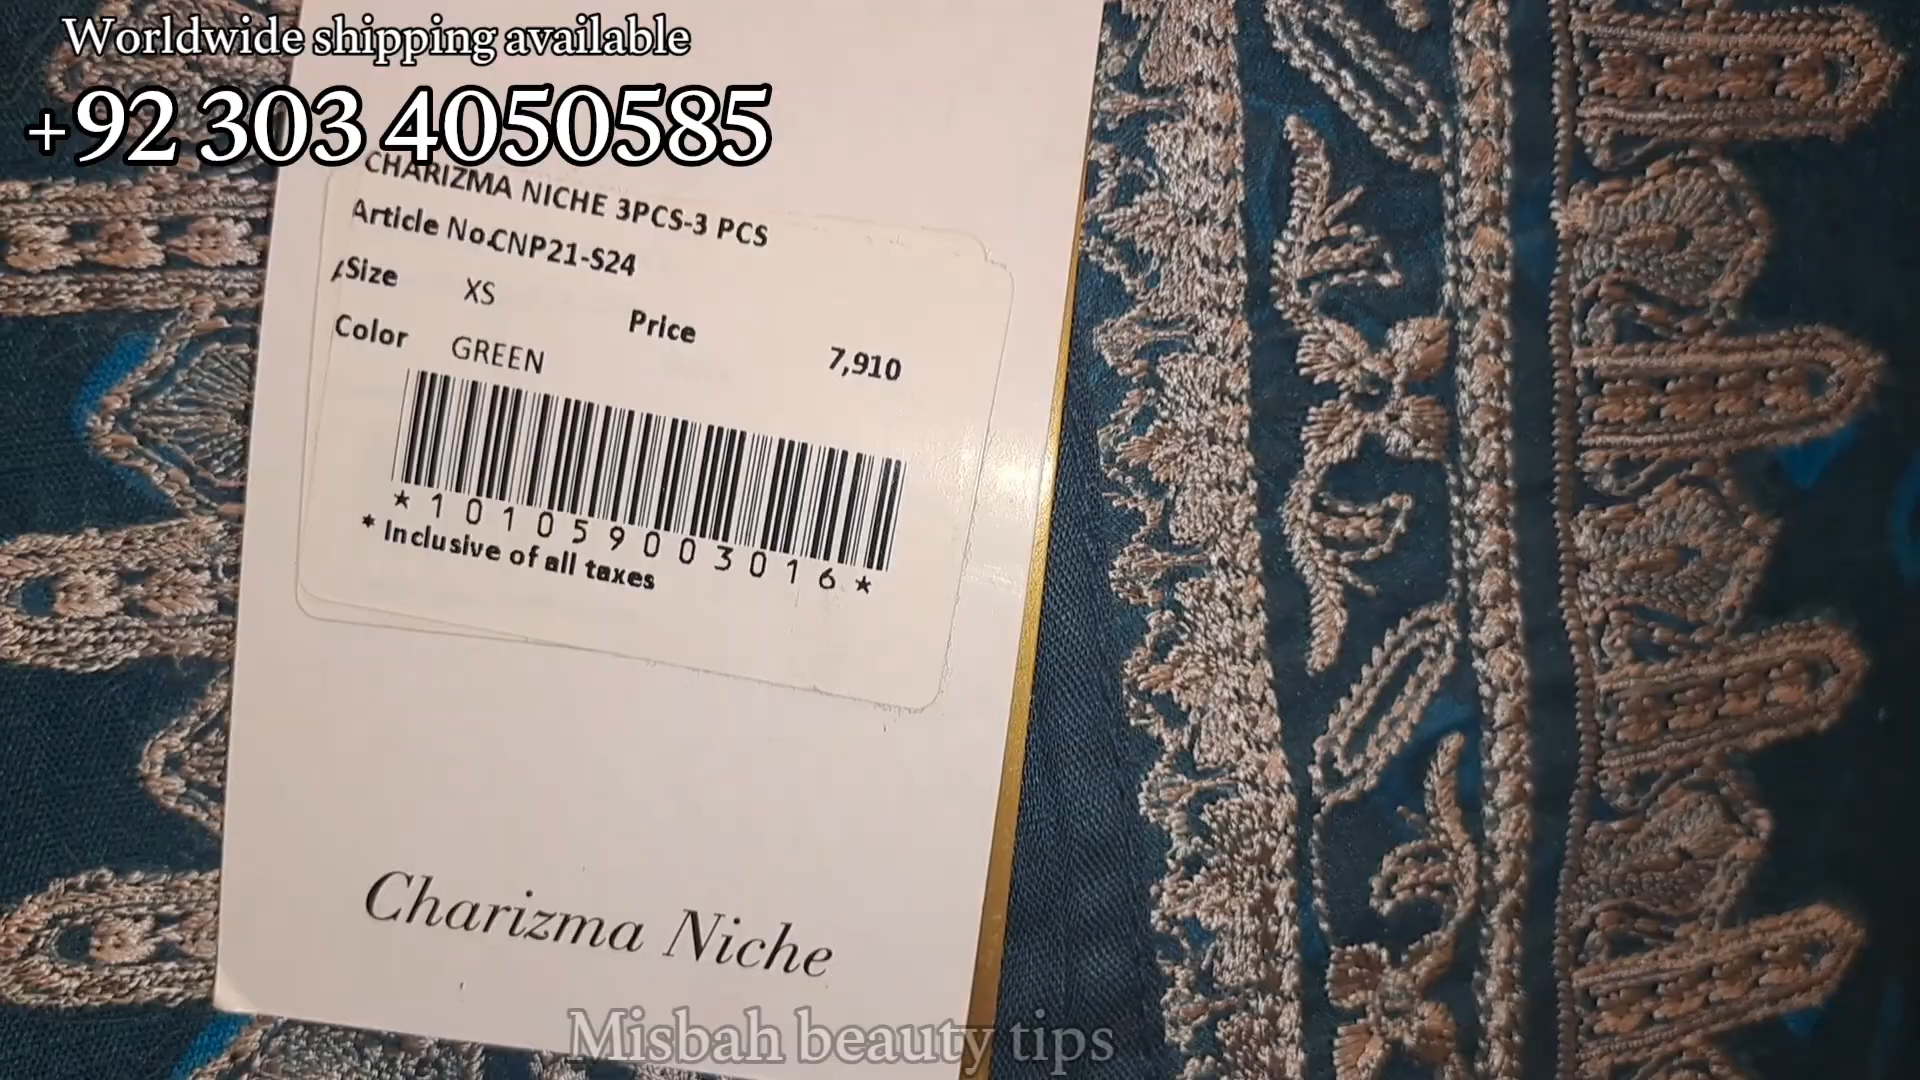 Worldwide shipping available
+92 303 4050585
CHARIZMA NICHE 3PCS-3 PCS
Article No.CNP21-S24
Size XS
Price 7,910
Color GREEN
*101059003016*
* Inclusive of all taxes
Charizma Niche
Misbah beauty tips